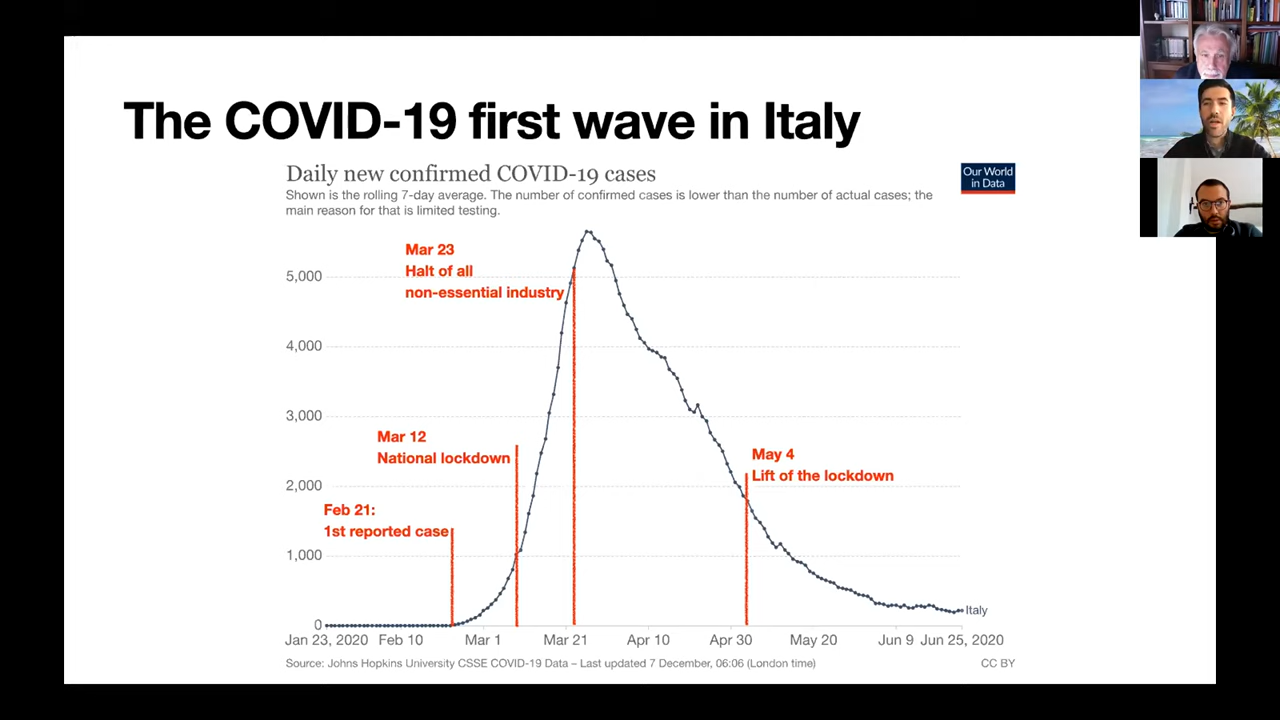 The COVID-19 first wave in Italy
Daily new confirmed COVID-19 cases
Shown is the rolling 7-day average. The number of confirmed cases is lower than the number of actual cases; the
main reason for that is limited testing.
Our World
in Data
Mar 23
Halt of all
non-essential industry
5,000
4,000
3,000
Mar 12
National lockdown
May 4
Lift of the lockdown
2,000
Feb 21:
1st reported case
1,000
Italy
0
Jan 23, 2020 Feb 10 Mar 1 Mar 21 Apr 10 Apr 30 May 20 Jun 9 Jun 25, 2020
Source: Johns Hopkins University CSSE COVID-19 Data – Last updated 7 December, 06:06 (London time)
CC BY